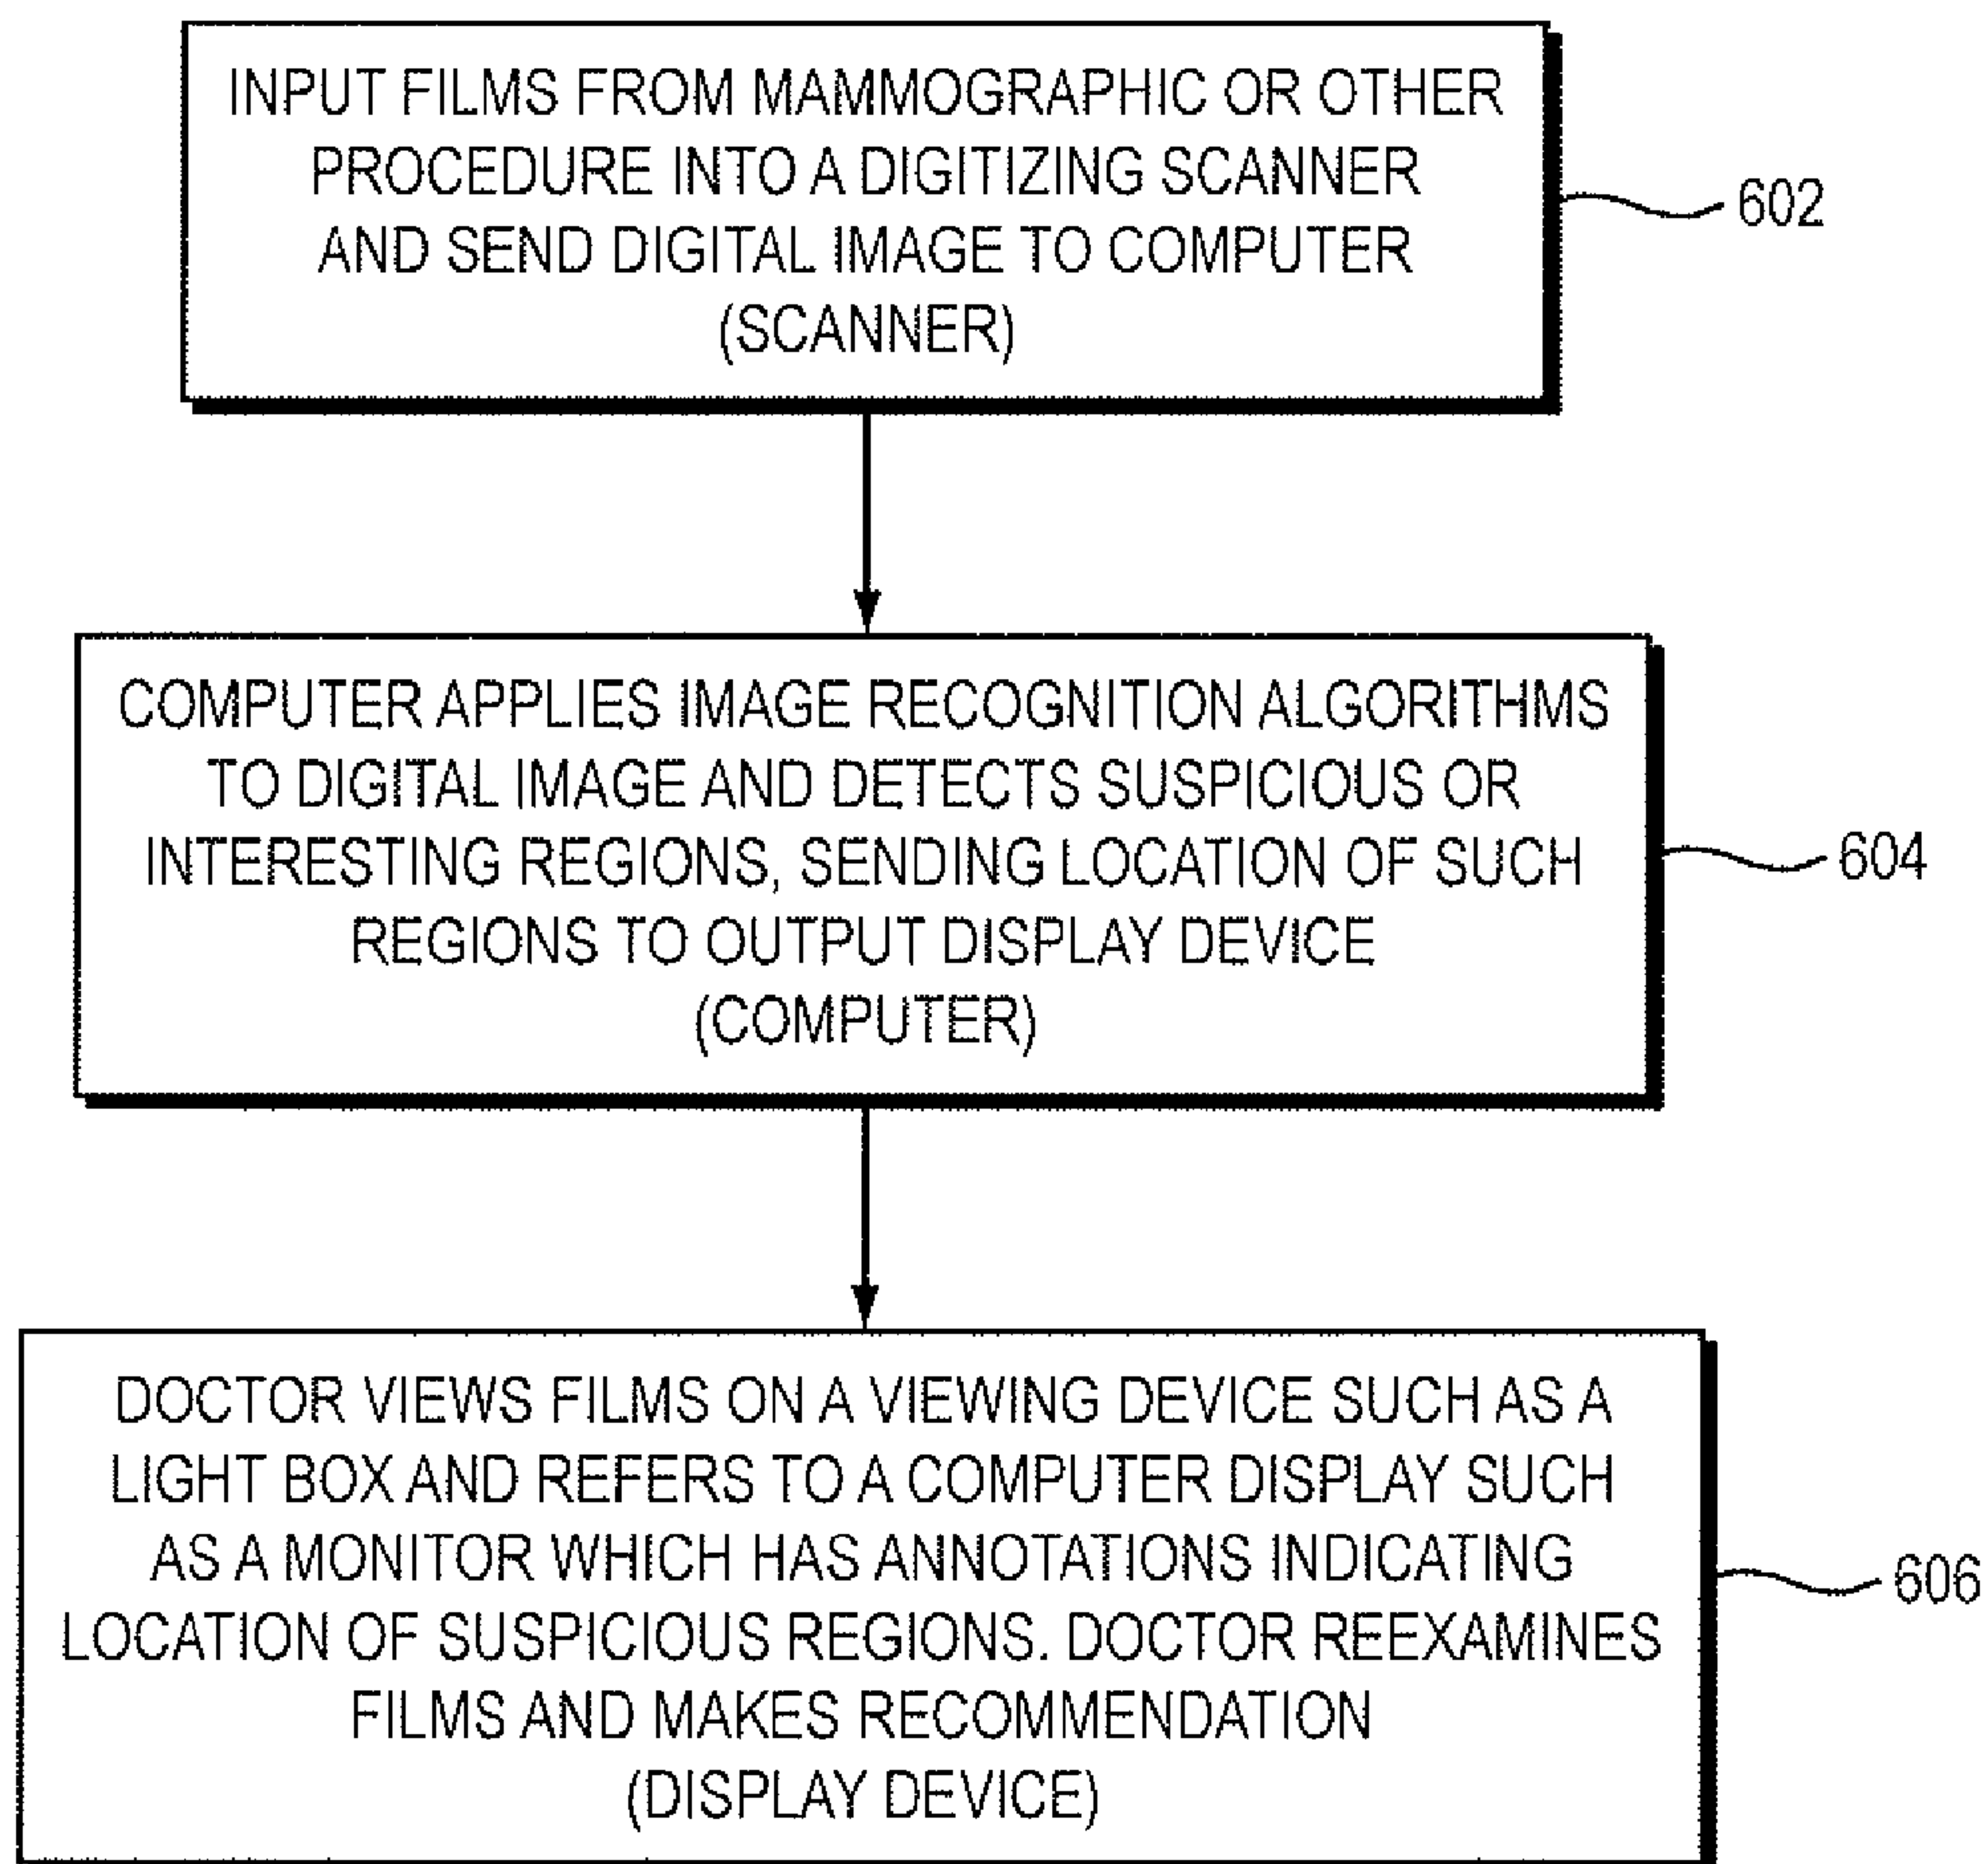 INPUT FILMS FROM MAMMOGRAPHIC OR OTHER
PROCEDURE INTO A DIGITIZING SCANNER
AND SEND DIGITAL IMAGE TO COMPUTER
(SCANNER)
602
COMPUTER APPLIES IMAGE RECOGNITION ALGORITHMS
TO DIGITAL IMAGE AND DETECTS SUSPICIOUS OR
INTERESTING REGIONS, SENDING LOCATION OF SUCH
REGIONS TO OUTPUT DISPLAY DEVICE
(COMPUTER)
604
DOCTOR VIEWS FILMS ON A VIEWING DEVICE SUCH AS A
LIGHT BOX AND REFERS TO A COMPUTER DISPLAY SUCH
AS A MONITOR WHICH HAS ANNOTATIONS INDICATING
LOCATION OF SUSPICIOUS REGIONS. DOCTOR REEXAMINES
FILMS AND MAKES RECOMMENDATION
(DISPLAY DEVICE)
606